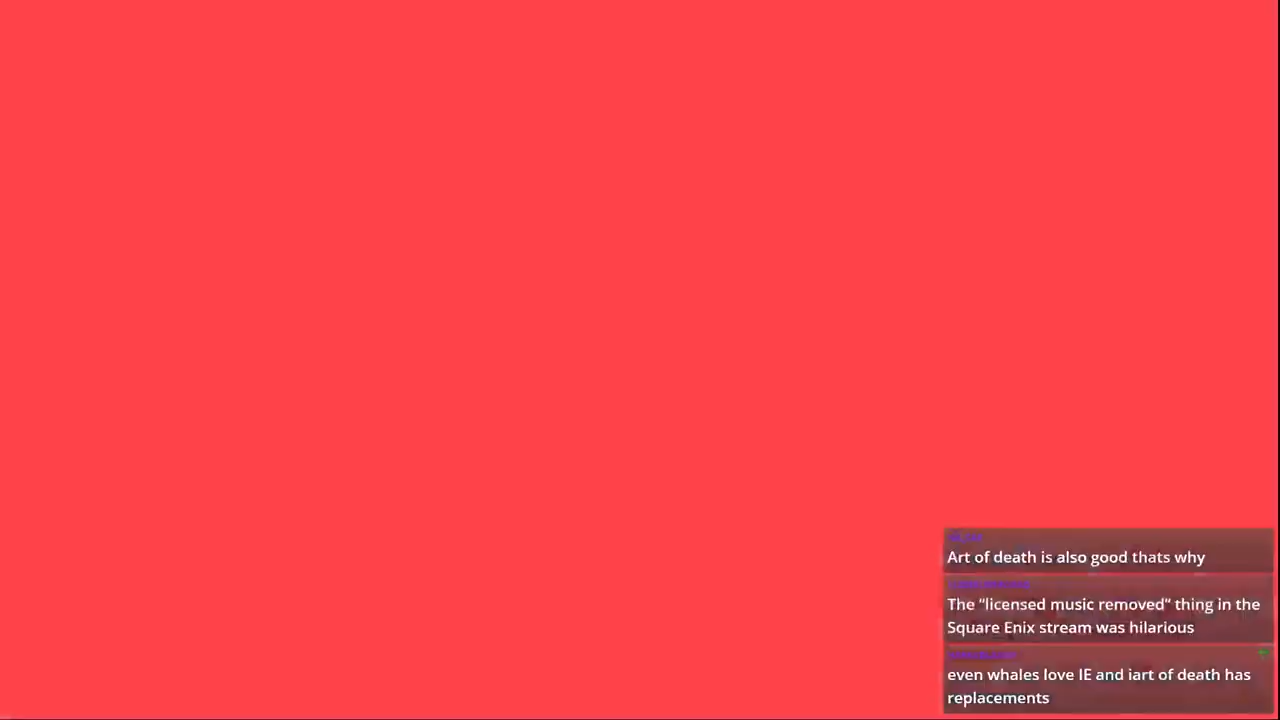 Art of death is also good thats why
The “licensed music removed“ thing in the
Square Enix stream was hilarious
even whales love IE and iart of death has
replacements